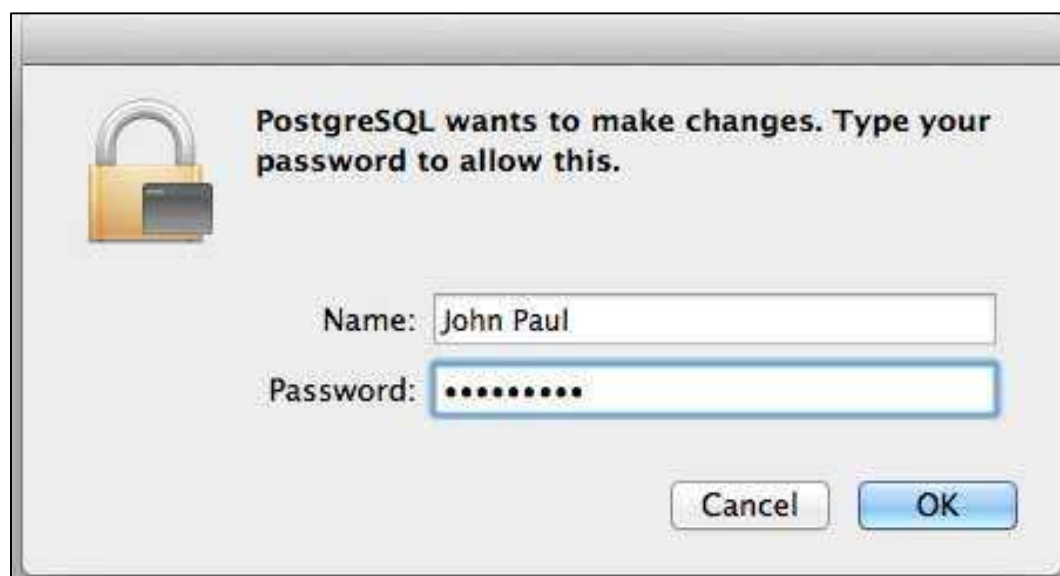 PostgreSQL wants to make changes. Type your
password to allow this.
Name: John Paul
Password: •••••••••
Cancel OK